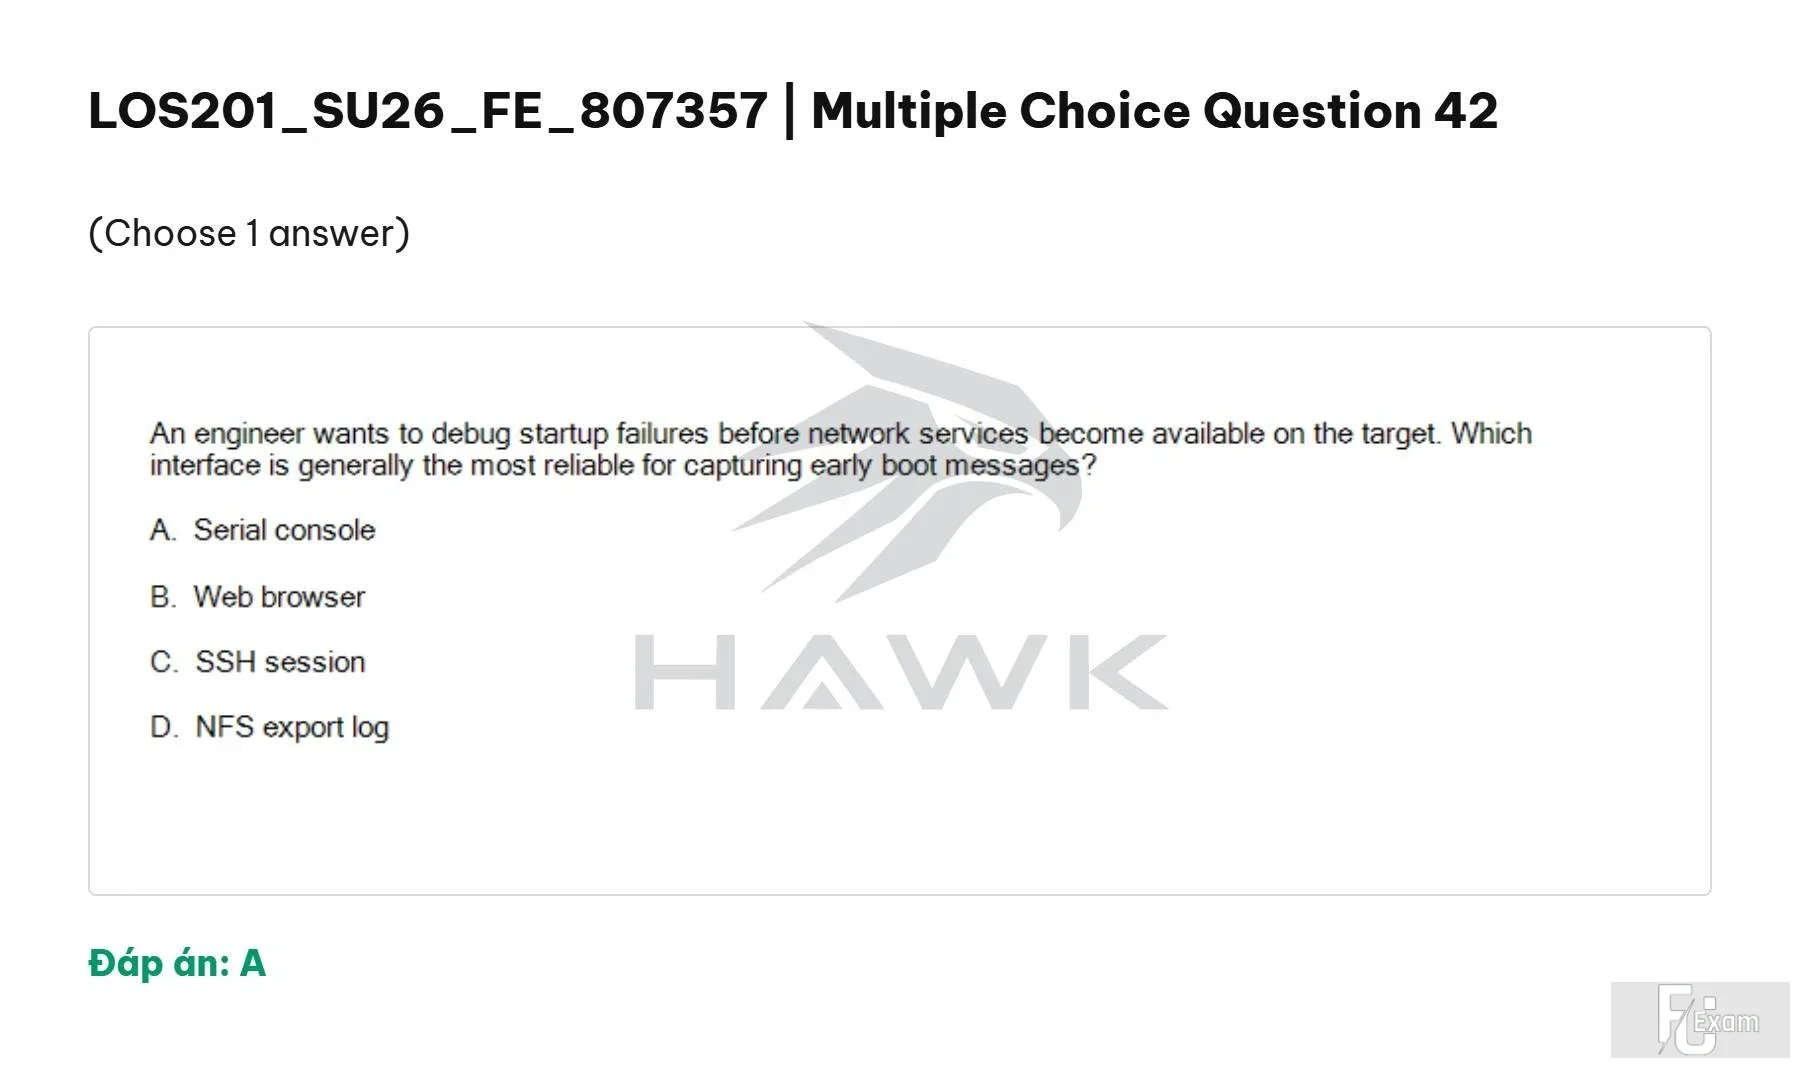 LOS201_SU26_FE_807357 | Multiple Choice Question 42
(Choose 1 answer)
An engineer wants to debug startup failures before network services become available on the target. Which
interface is generally the most reliable for capturing early boot messages?
A. Serial console
B. Web browser
C. SSH session
D. NFS export log
HAWK
Đáp án: A
FU Exam